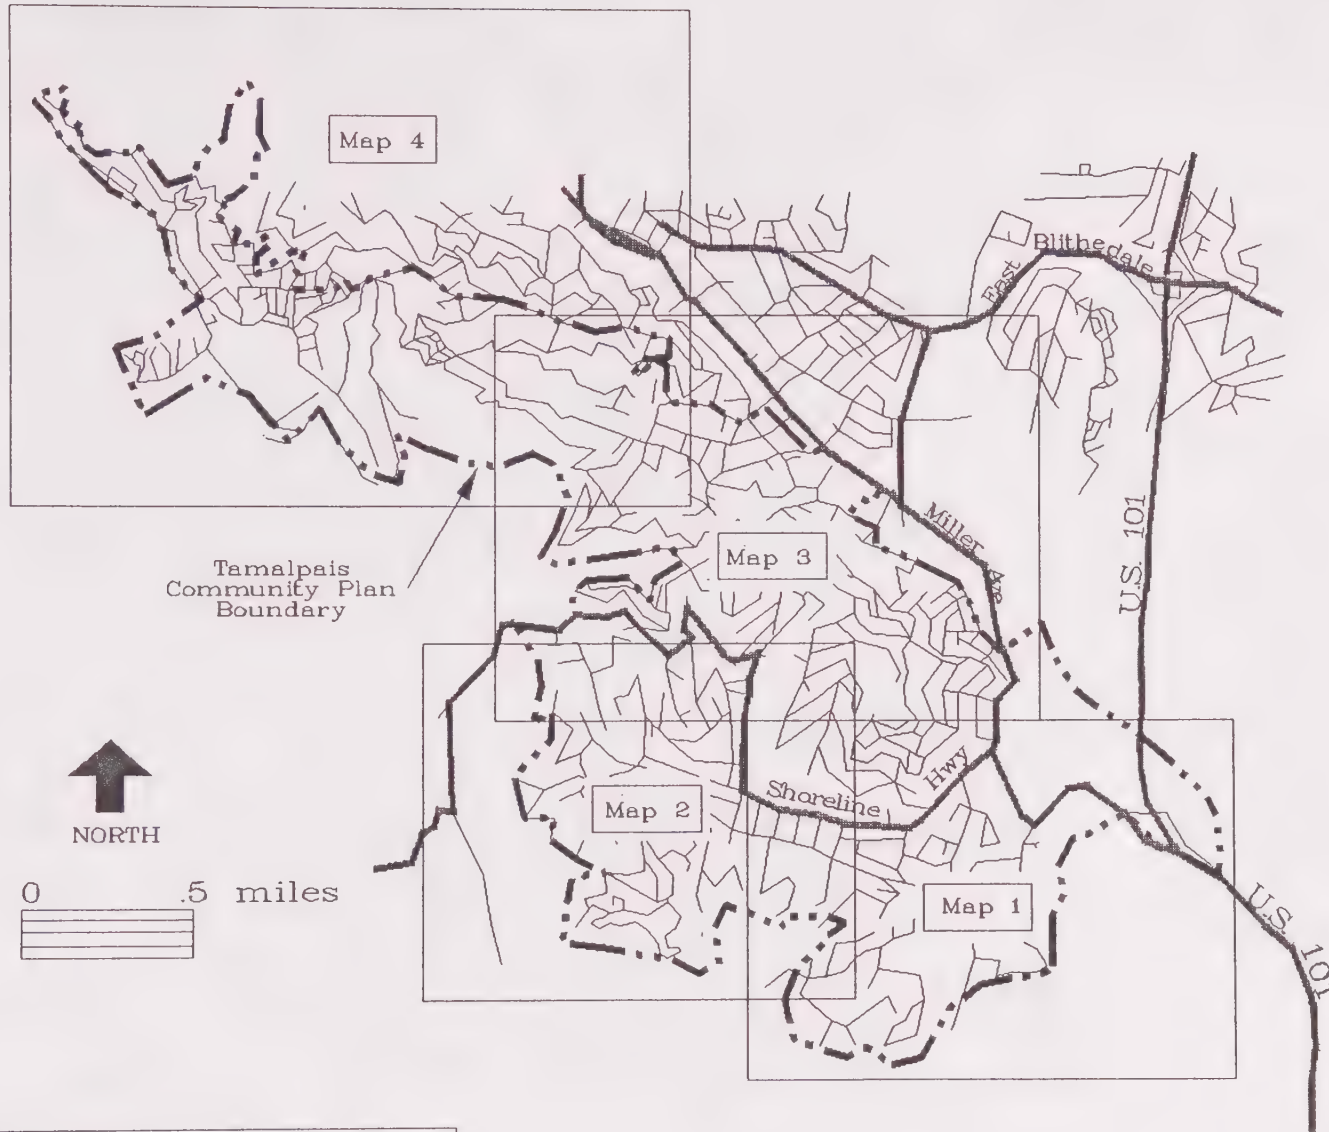 Map 4
East
Blithedale
U.S. 101
Miller Ave
Map 3
Tamalpais
Community Plan
Boundary
Shoreline
Hwy
Map 2
NORTH
0 .5 miles
Map 1
U.S. 101